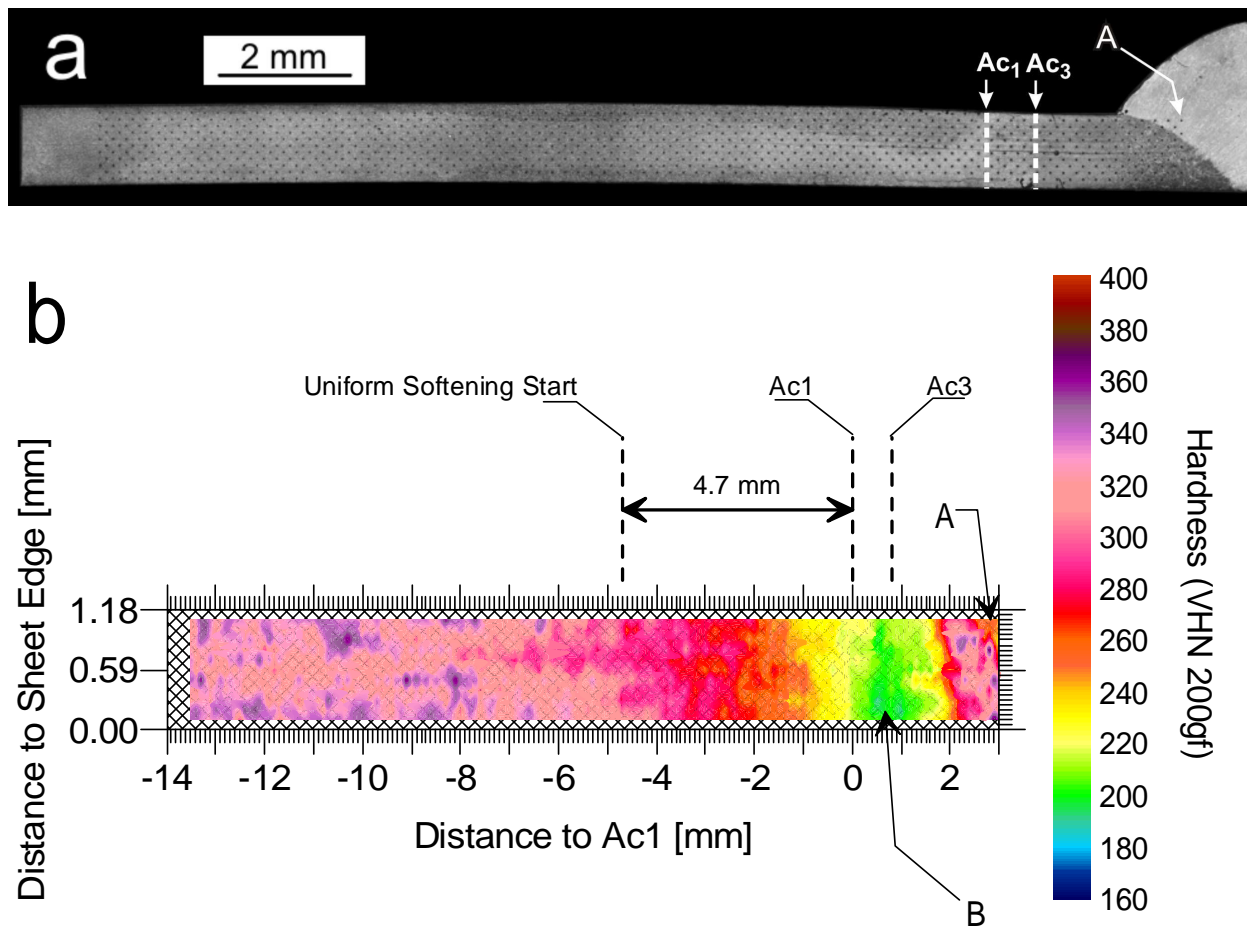 a
2 mm
A
Ac1 Ac3
b
400
380
360
340
320
300
280
260
240
220
200
180
160
Hardness (VHN 200gf)
Uniform Softening Start
Ac1
Ac3
4.7 mm
A
Distance to Sheet Edge [mm]
1.18
0.59
0.00
-14 -12 -10 -8 -6 -4 -2 0 2
Distance to Ac1 [mm]
B